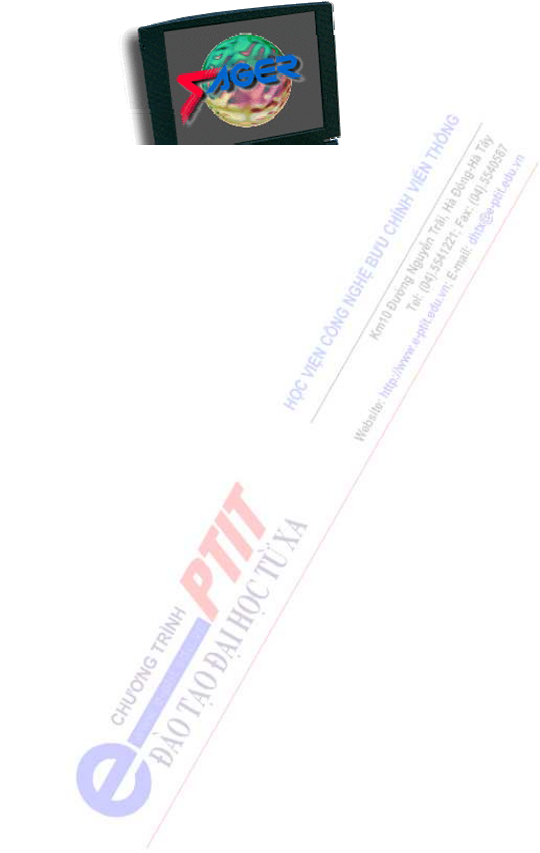 SAGER
HỌC VIỆN CÔNG NGHỆ BƯU CHÍNH VIỄN THÔNG
Km10 Đường Nguyễn Trãi, Hà Đông-Hà Tây
Tel: (04).5541221; Fax: (04).5540587
Website: http://www.e-ptit.edu.vn; E-mail: dhtx@e-ptit.edu.vn
CHƯƠNG TRÌNH
PTIT
e
ĐÀO TẠO ĐẠI HỌC TỪ XA